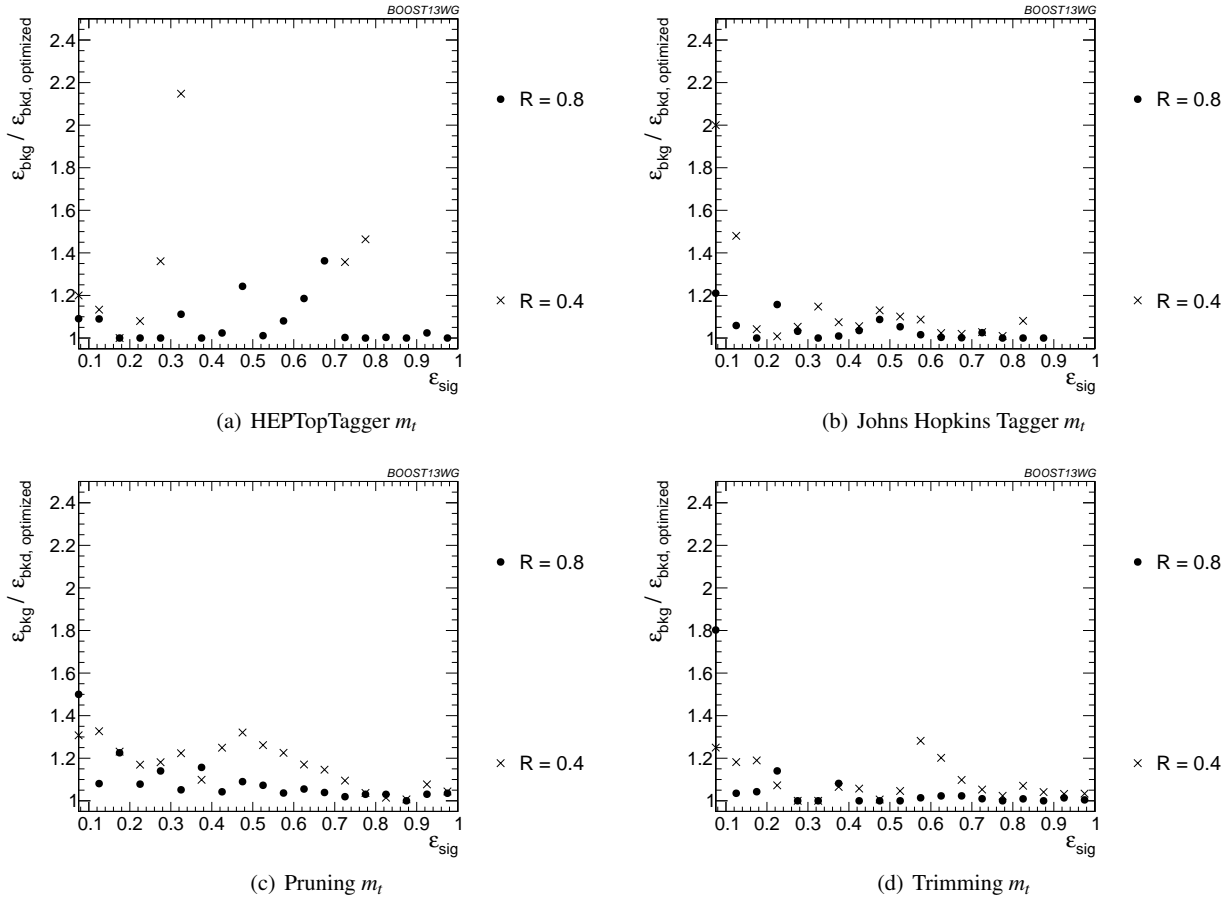 BOOST13WG
ε_bkg / ε_bkd, optimized
2.4
2.2
2
1.8
1.6
1.4
1.2
1
0.1 0.2 0.3 0.4 0.5 0.6 0.7 0.8 0.9 1
ε_sig
R = 0.8
R = 0.4
(a) HEPTopTagger m_t
BOOST13WG
ε_bkg / ε_bkd, optimized
2.4
2.2
2
1.8
1.6
1.4
1.2
1
0.1 0.2 0.3 0.4 0.5 0.6 0.7 0.8 0.9 1
ε_sig
R = 0.8
R = 0.4
(b) Johns Hopkins Tagger m_t
BOOST13WG
ε_bkg / ε_bkd, optimized
2.4
2.2
2
1.8
1.6
1.4
1.2
1
0.1 0.2 0.3 0.4 0.5 0.6 0.7 0.8 0.9 1
ε_sig
R = 0.8
R = 0.4
(c) Pruning m_t
BOOST13WG
ε_bkg / ε_bkd, optimized
2.4
2.2
2
1.8
1.6
1.4
1.2
1
0.1 0.2 0.3 0.4 0.5 0.6 0.7 0.8 0.9 1
ε_sig
R = 0.8
R = 0.4
(d) Trimming m_t